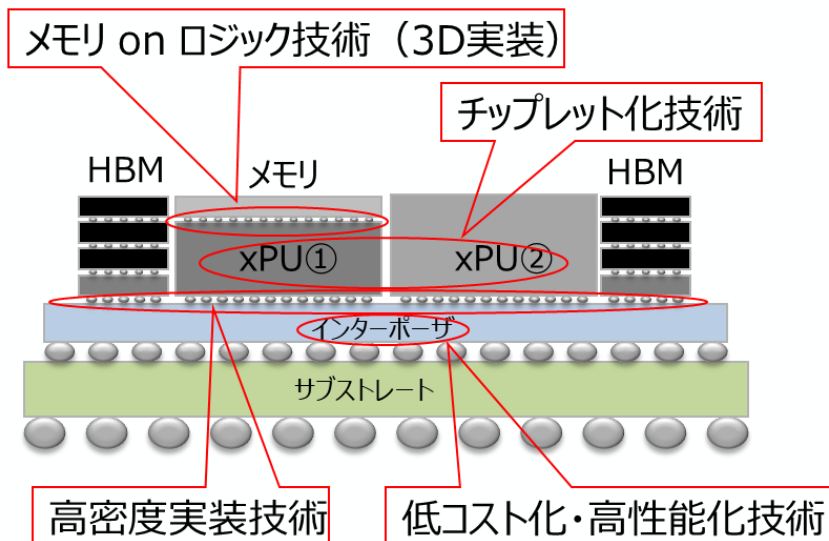 メモリ on ロジック技術（3D実装）
チップレット化技術
HBM
メモリ
HBM
xPU①
xPU②
インターポーザ
サブストレート
高密度実装技術
低コスト化・高性能化技術